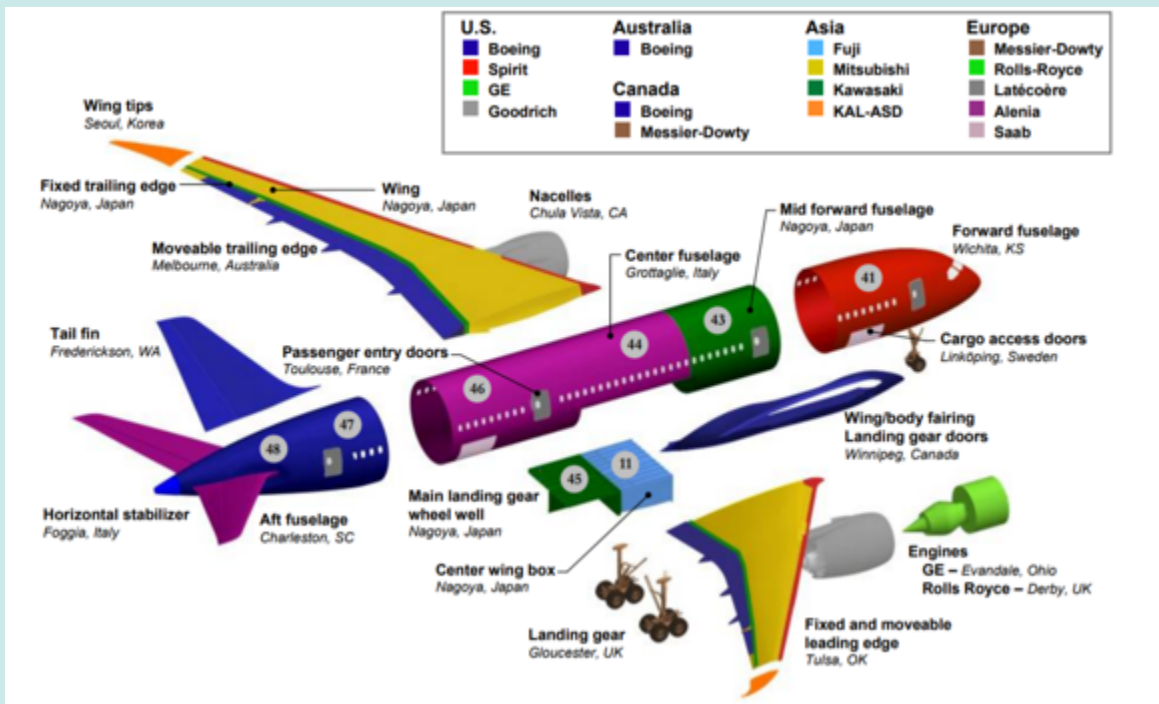 U.S.
Boeing
Spirit
GE
Goodrich
Australia
Boeing
Canada
Boeing
Messier-Dowty
Asia
Fuji
Mitsubishi
Kawasaki
KAL-ASD
Europe
Messier-Dowty
Rolls-Royce
Latécoère
Alenia
Saab
Wing tips
Seoul, Korea
Fixed trailing edge
Nagoya, Japan
Wing
Nagoya, Japan
Nacelles
Chula Vista, CA
Mid forward fuselage
Nagoya, Japan
Forward fuselage
Wichita, KS
Moveable trailing edge
Melbourne, Australia
Center fuselage
Grottaglie, Italy
41
43
44
46
Cargo access doors
Linköping, Sweden
Tail fin
Frederickson, WA
Passenger entry doors
Toulouse, France
47
48
Wing/body fairing
Landing gear doors
Winnipeg, Canada
11
45
Horizontal stabilizer
Foggia, Italy
Aft fuselage
Charleston, SC
Main landing gear
wheel well
Nagoya, Japan
Center wing box
Nagoya, Japan
Engines
GE – Evandale, Ohio
Rolls Royce – Derby, UK
Landing gear
Gloucester, UK
Fixed and moveable
leading edge
Tulsa, OK